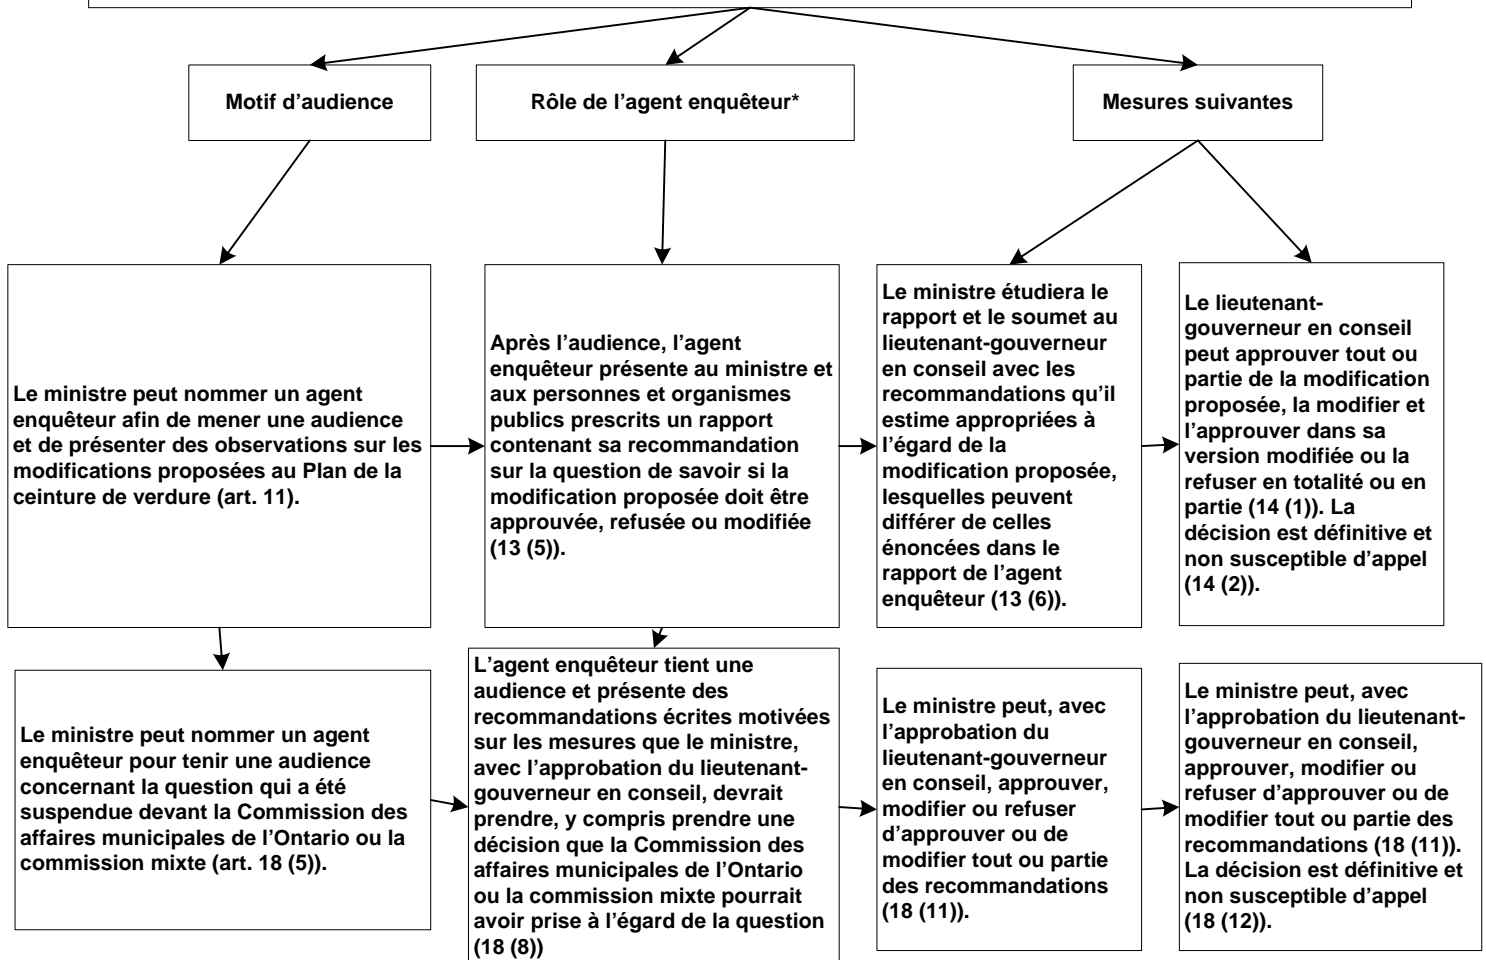 Motif d'audience
Rôle de l'agent enquêteur*
Mesures suivantes
Le ministre peut nommer un agent
enquêteur afin de mener une audience
et de présenter des observations sur les
modifications proposées au Plan de la
ceinture de verdure (art. 11).
Après l'audience, l'agent
enquêteur présente au ministre et
aux personnes et organismes
publics prescrits un rapport
contenant sa recommandation
sur la question de savoir si la
modification proposée doit être
approuvée, refusée ou modifiée
(13 (5)).
Le ministre étudiera le
rapport et le soumet au
lieutenant-gouverneur
en conseil avec les
recommandations qu'il
estime appropriées à
l'égard de la
modification proposée,
lesquelles peuvent
différer de celles
énoncées dans le
rapport de l'agent
enquêteur (13 (6)).
Le lieutenant-
gouverneur en conseil
peut approuver tout ou
partie de la modification
proposée, la modifier et
l'approuver dans sa
version modifiée ou la
refuser en totalité ou en
partie (14 (1)). La
décision est définitive et
non susceptible d'appel
(14 (2)).
Le ministre peut nommer un agent
enquêteur pour tenir une audience
concernant la question qui a été
suspendue devant la Commission des
affaires municipales de l'Ontario ou la
commission mixte (art. 18 (5)).
L'agent enquêteur tient une
audience et présente des
recommandations écrites motivées
sur les mesures que le ministre,
avec l'approbation du lieutenant-
gouverneur en conseil, devrait
prendre, y compris prendre une
décision que la Commission des
affaires municipales de l'Ontario
ou la commission mixte pourrait
avoir prise à l'égard de la question
(18 (8))
Le ministre peut, avec
l'approbation du
lieutenant-gouverneur
en conseil, approuver,
modifier ou refuser
d'approuver ou de
modifier tout ou partie
des recommandations
(18 (11)).
Le ministre peut, avec
l'approbation du lieutenant-
gouverneur en conseil,
approuver, modifier ou
refuser d'approuver ou de
modifier tout ou partie des
recommandations (18 (11)).
La décision est définitive et
non susceptible d'appel
(18 (12)).